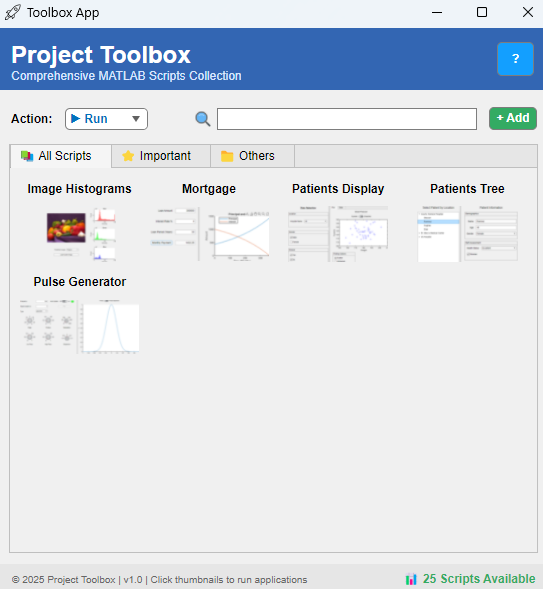 Toolbox App
Project Toolbox
Comprehensive MATLAB Scripts Collection
?
Action:
Run
+ Add
All Scripts
Important
Others
Image Histograms
Mortgage
Patients Display
Patients Tree
Pulse Generator
© 2025 Project Toolbox | v1.0 | Click thumbnails to run applications
25 Scripts Available